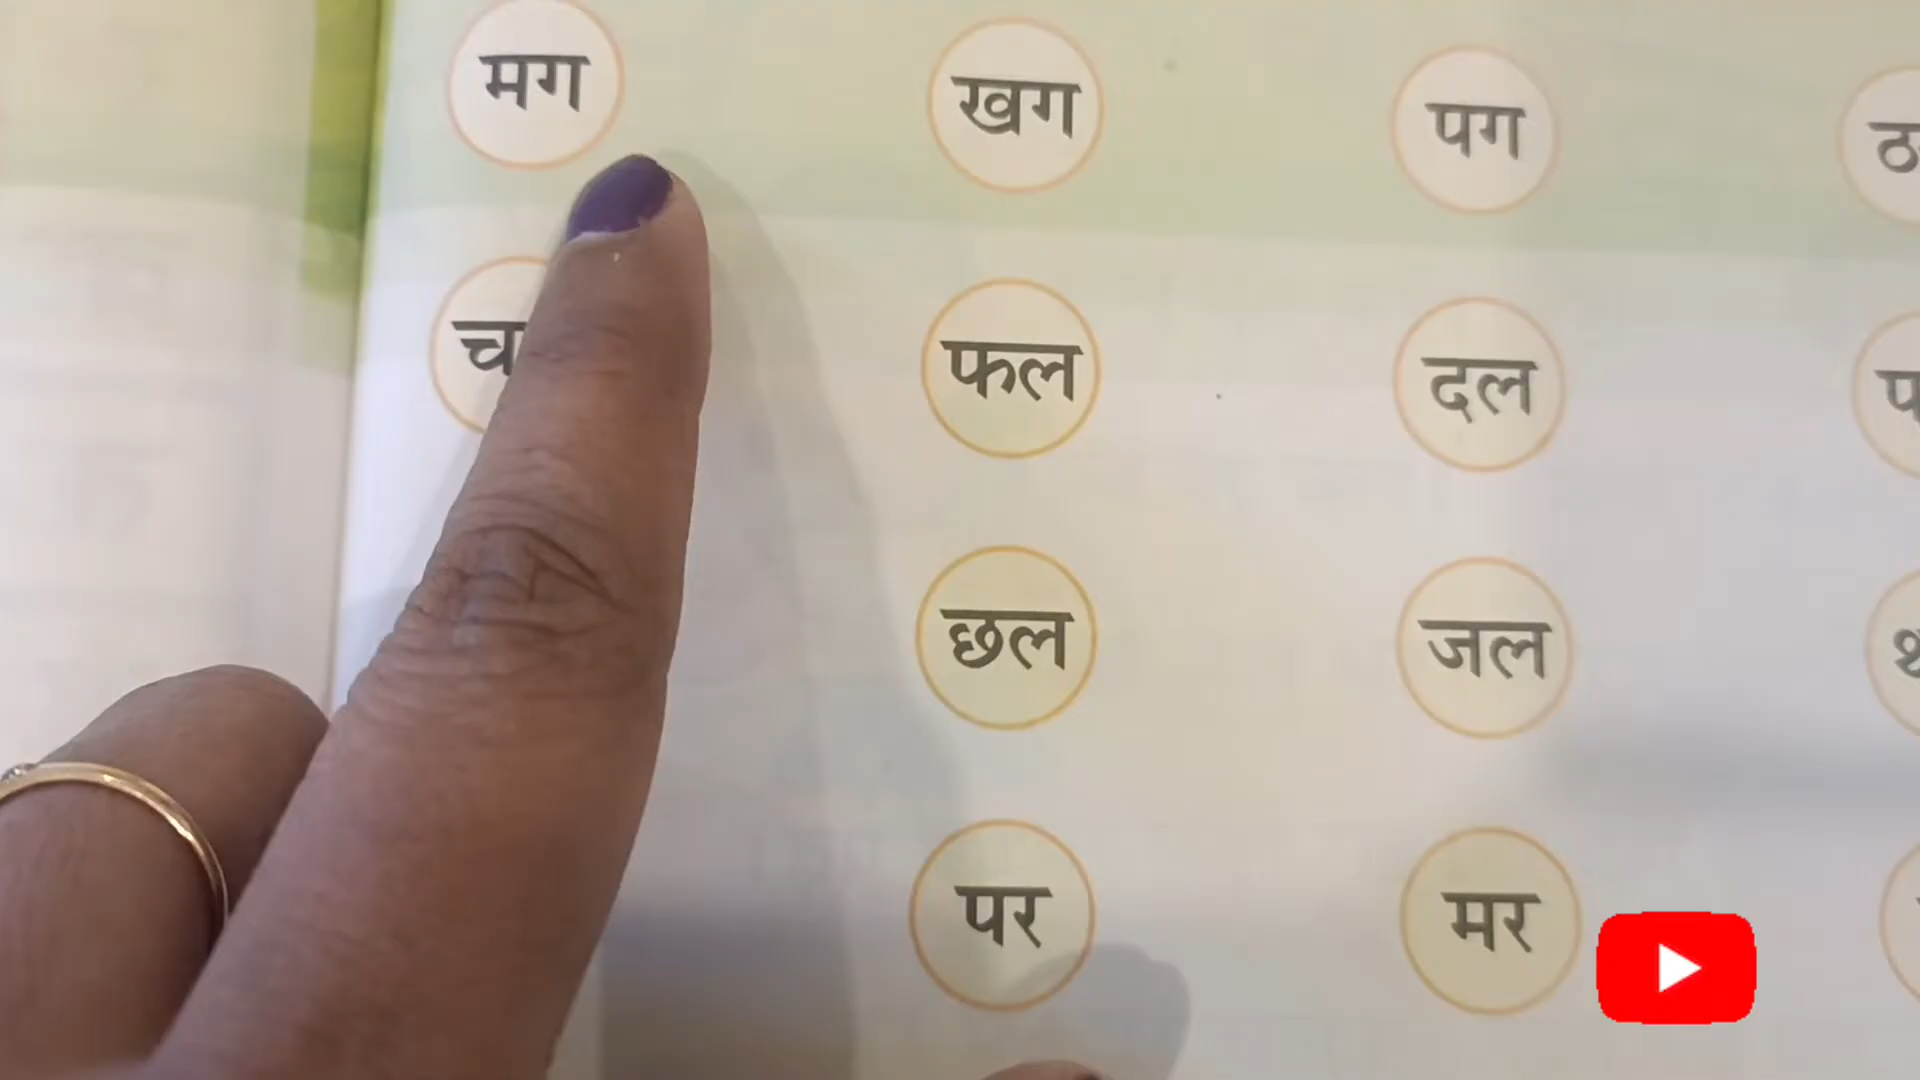 मग खग पग
फल दल
छल जल
पर मर